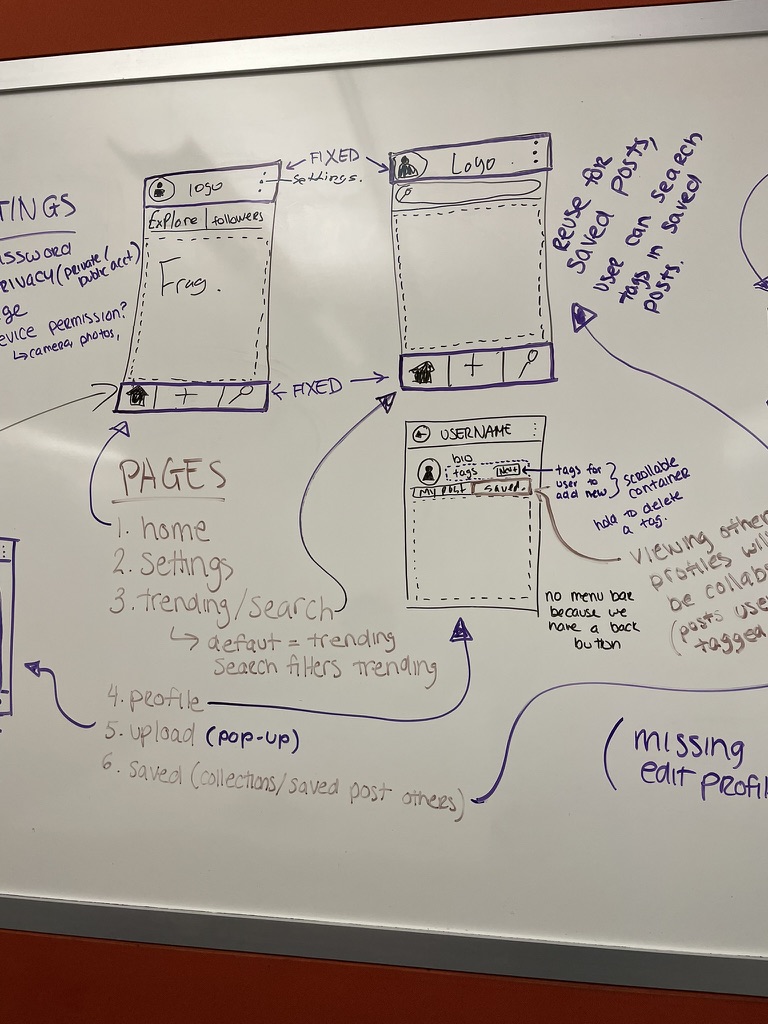 TINGS
ssword
rivacy (private/
public acct)
ge
evice permission?
↳ camera, photos,
logo
Explore | followers
Frag.
← FIXED →
settings.
← FIXED →
Logo
Reuse for
saved posts,
user can search
tags in saved
posts.
PAGES
1. home
2. settings
3. trending/search
↳ defaut = trending
search filters trending
4. profile
5. upload (pop-up)
6. saved (collections/saved post others)
USERNAME
bio
tags
My post
saved.
tags for
user to
add new
scrollable
container
hold to delete
a tag.
no menu bar
because we
have a back
button
viewing other
profiles wil
be collabs
(posts use
tagged
(missing
edit profil